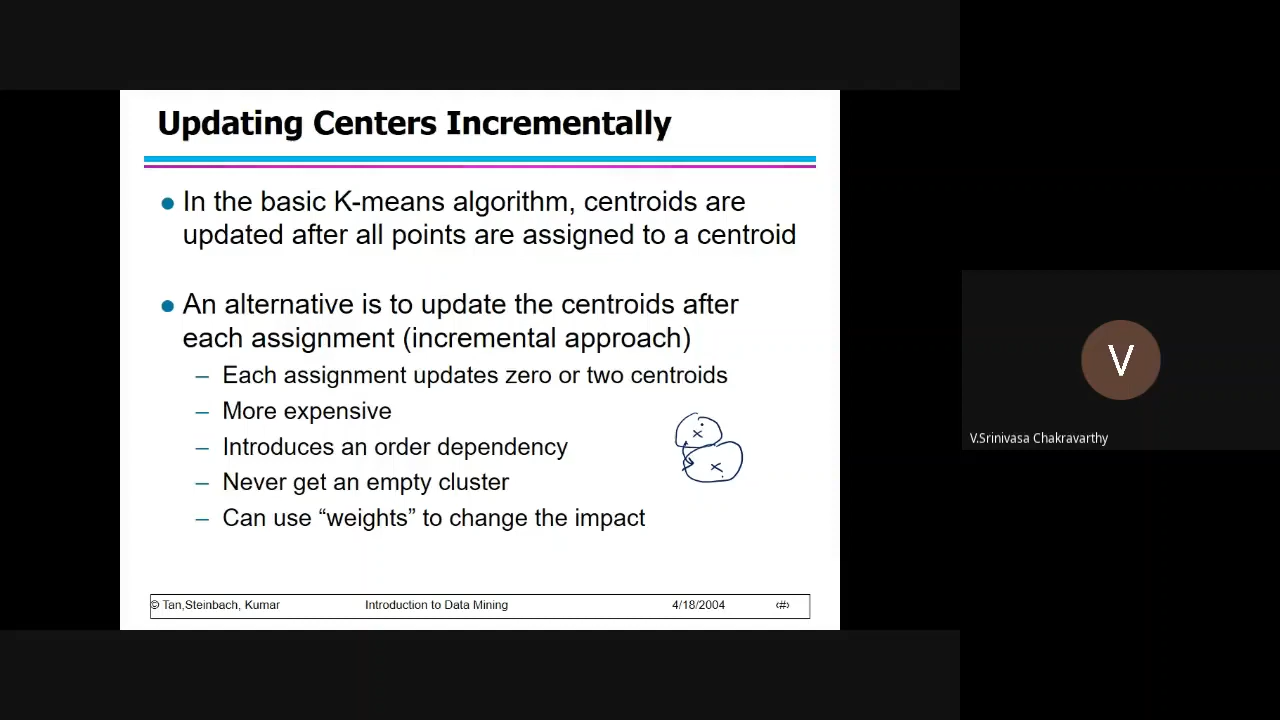 Updating Centers Incrementally
● In the basic K-means algorithm, centroids are
updated after all points are assigned to a centroid
● An alternative is to update the centroids after
each assignment (incremental approach)
– Each assignment updates zero or two centroids
– More expensive
– Introduces an order dependency
– Never get an empty cluster
– Can use “weights” to change the impact
x
x
© Tan,Steinbach, Kumar Introduction to Data Mining 4/18/2004 ‹#›
V
V.Srinivasa Chakravarthy